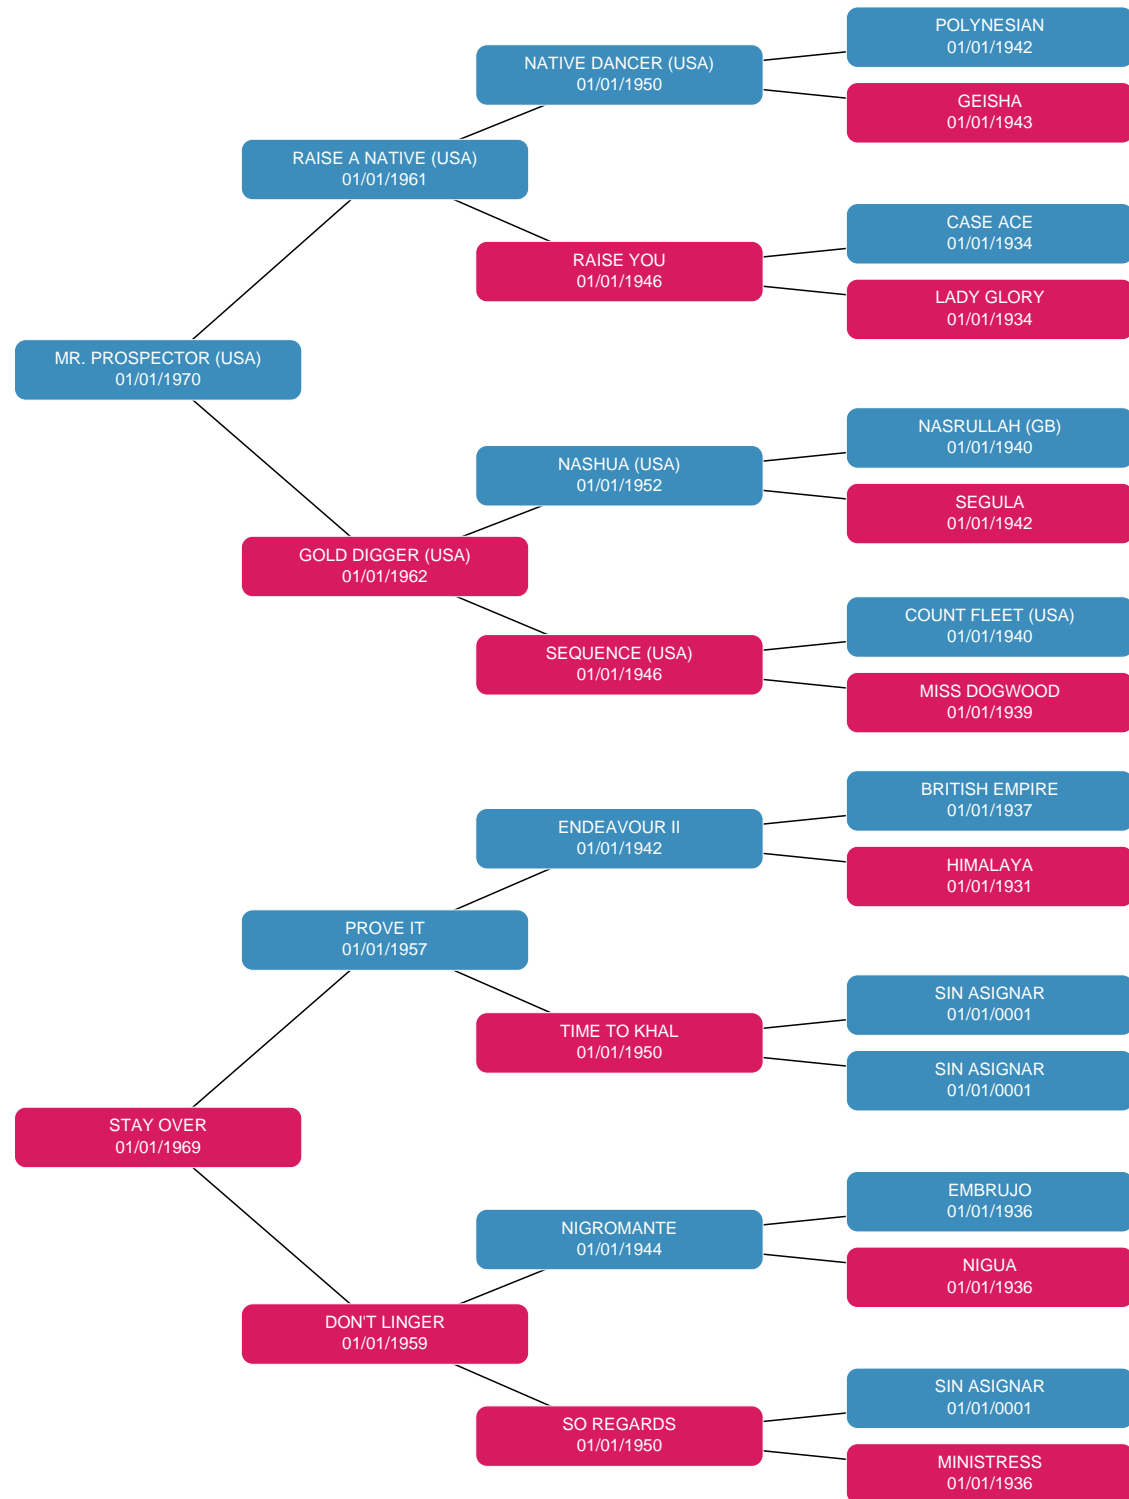 POLYNESIAN
01/01/1942
NATIVE DANCER (USA)
01/01/1950
GEISHA
01/01/1943
RAISE A NATIVE (USA)
01/01/1961
CASE ACE
01/01/1934
RAISE YOU
01/01/1946
LADY GLORY
01/01/1934
MR. PROSPECTOR (USA)
01/01/1970
NASRULLAH (GB)
01/01/1940
NASHUA (USA)
01/01/1952
SEGULA
01/01/1942
GOLD DIGGER (USA)
01/01/1962
COUNT FLEET (USA)
01/01/1940
SEQUENCE (USA)
01/01/1946
MISS DOGWOOD
01/01/1939
BRITISH EMPIRE
01/01/1937
ENDEAVOUR II
01/01/1942
HIMALAYA
01/01/1931
PROVE IT
01/01/1957
SIN ASIGNAR
01/01/0001
TIME TO KHAL
01/01/1950
SIN ASIGNAR
01/01/0001
STAY OVER
01/01/1969
EMBRUJO
01/01/1936
NIGROMANTE
01/01/1944
NIGUA
01/01/1936
DON'T LINGER
01/01/1959
SIN ASIGNAR
01/01/0001
SO REGARDS
01/01/1950
MINISTRESS
01/01/1936